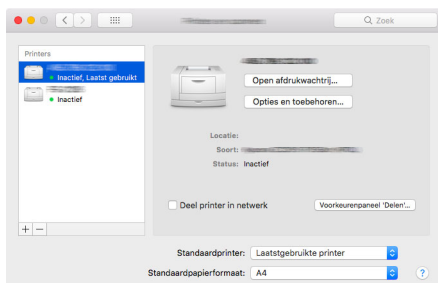 Zoek
Printers
Inactief, Laatst gebruikt
Inactief
Open afdrukwachtrij...
Opties en toebehoren...
Locatie:
Soort:
Status: Inactief
Deel printer in netwerk
Voorkeurenpaneel 'Delen'...
+ −
Standaardprinter: Laatstgebruikte printer
Standaardpapierformaat: A4
?